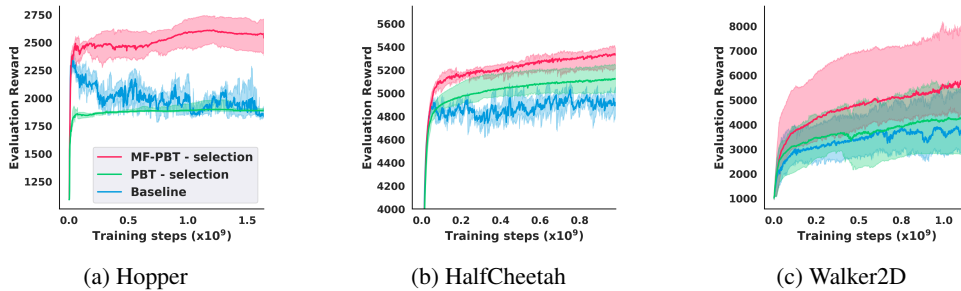 Evaluation Reward
2750
2500
2250
2000
1750
1500
1250
MF-PBT - selection
PBT - selection
Baseline
0.0 0.5 1.0 1.5
Training steps (x10⁹)
(a) Hopper
Evaluation Reward
5600
5400
5200
5000
4800
4600
4400
4200
4000
0.0 0.2 0.4 0.6 0.8
Training steps (x10⁹)
(b) HalfCheetah
Evaluation Reward
8000
7000
6000
5000
4000
3000
2000
1000
0.0 0.2 0.5 0.8 1.0
Training steps (x10⁹)
(c) Walker2D